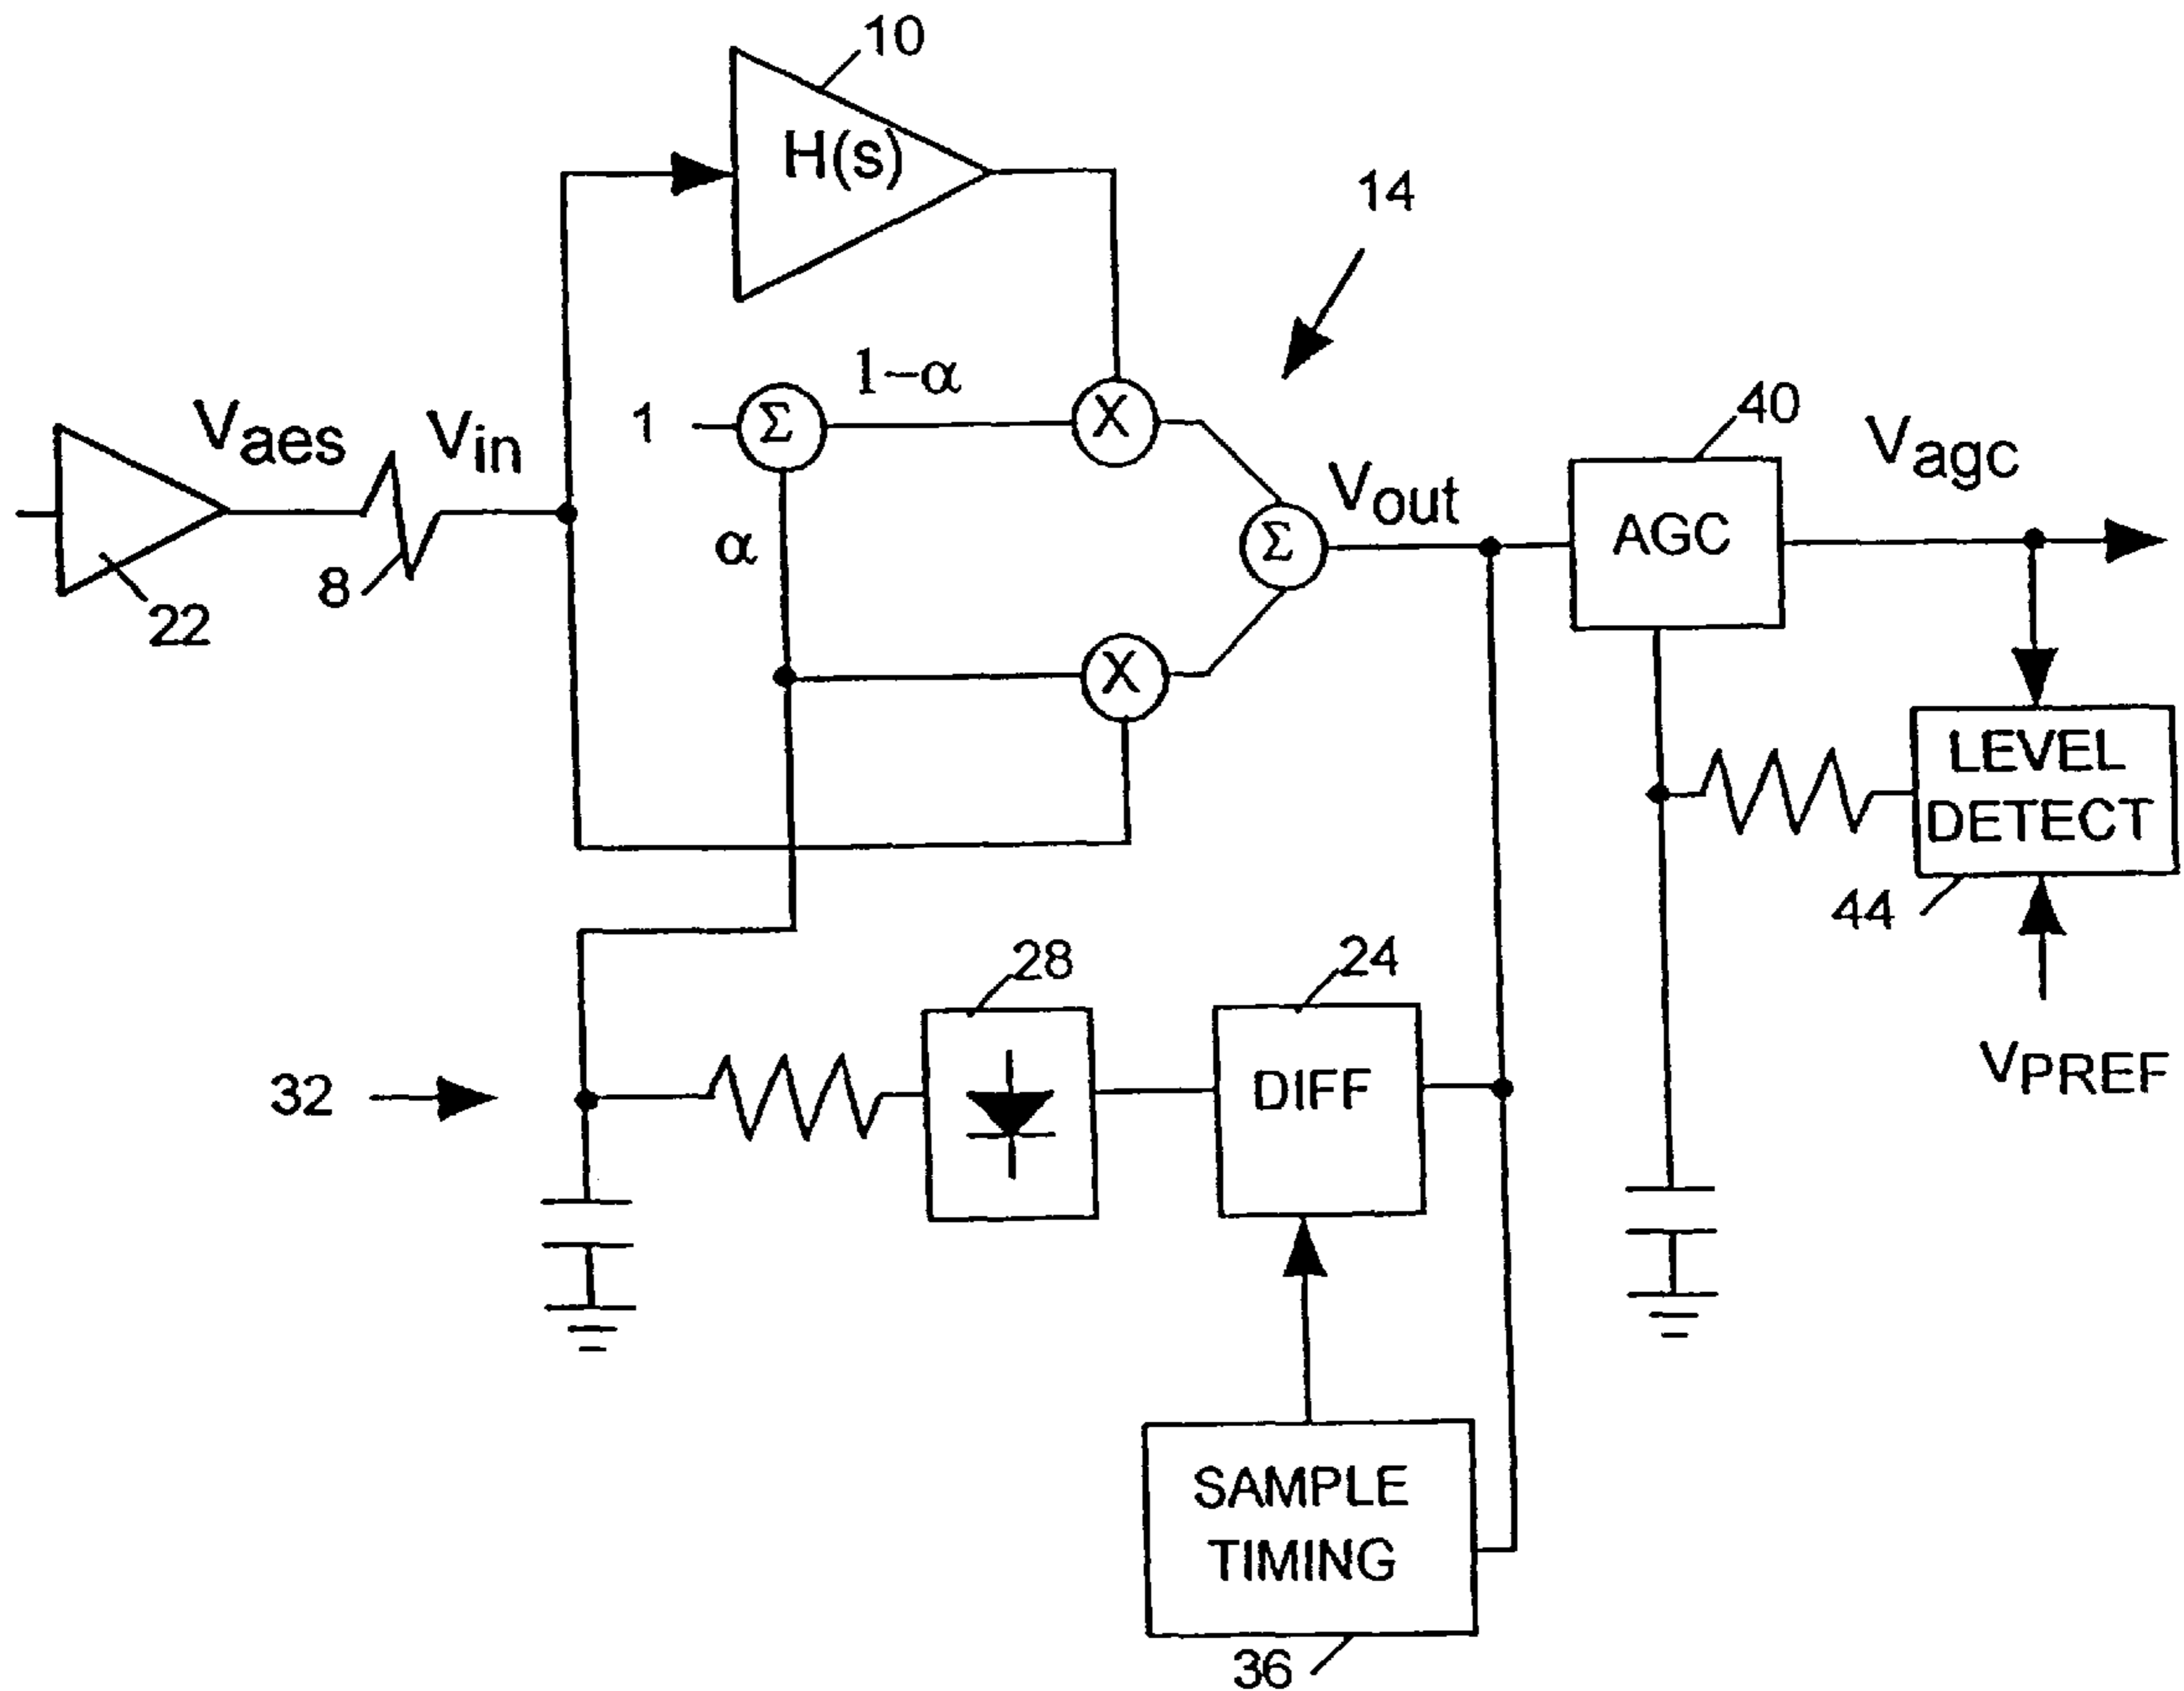 10
H(s)
14
1-α
1
Σ
X
40
Vaes
Vin
Vagc
Vout
AGC
α
Σ
8
22
X
LEVEL
DETECT
44
28
24
VPREF
32
DIFF
SAMPLE
TIMING
36